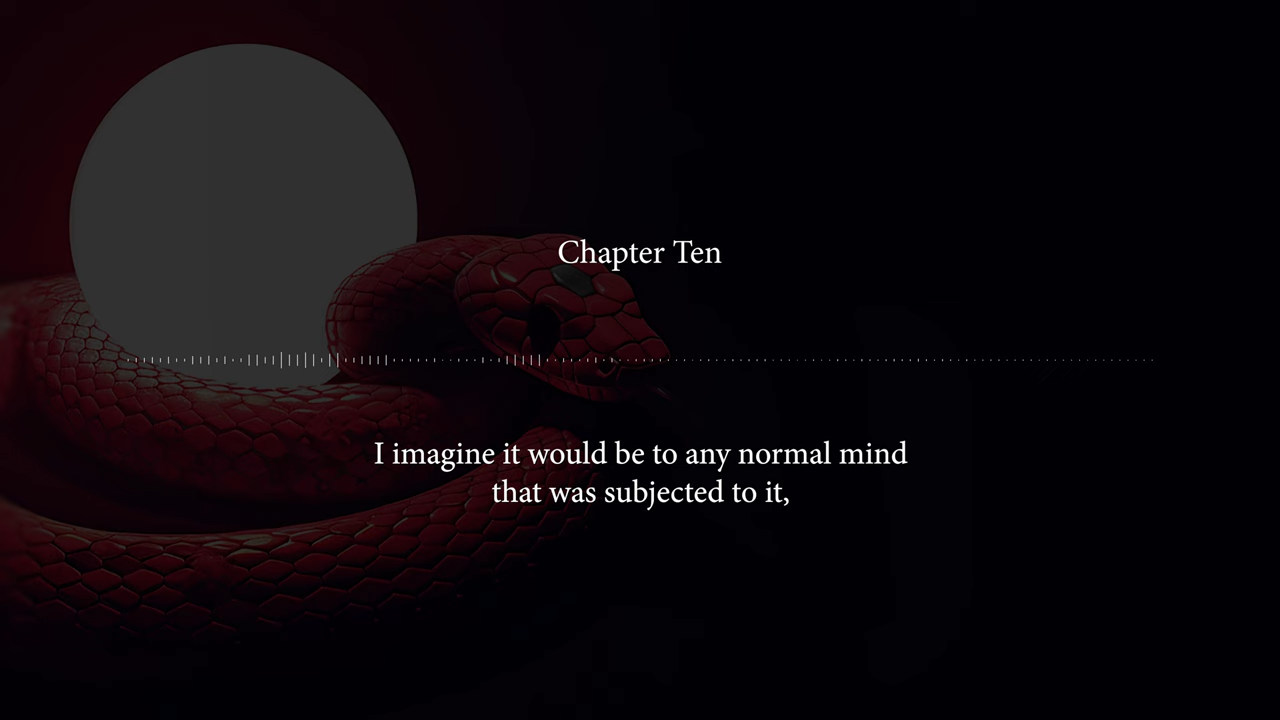 Chapter Ten
I imagine it would be to any normal mind
that was subjected to it,